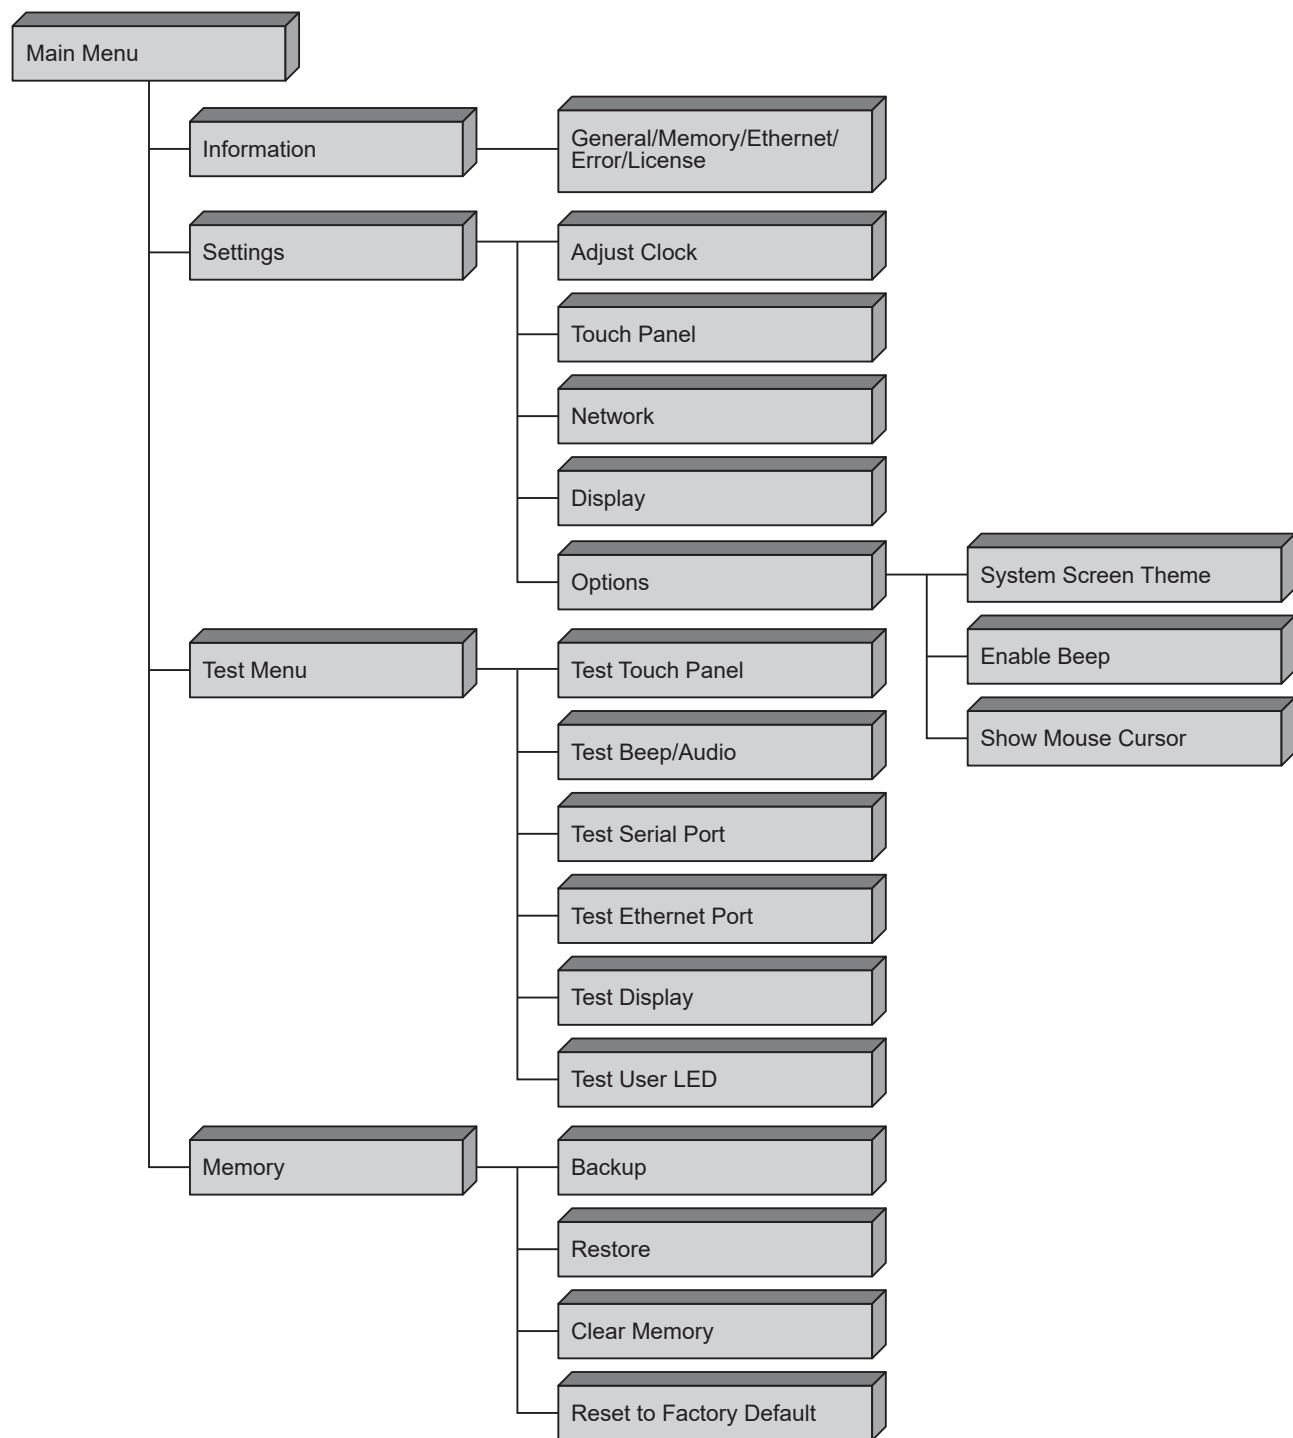 Main Menu
Information
General/Memory/Ethernet/
Error/License
Settings
Adjust Clock
Touch Panel
Network
Display
Options
System Screen Theme
Enable Beep
Show Mouse Cursor
Test Menu
Test Touch Panel
Test Beep/Audio
Test Serial Port
Test Ethernet Port
Test Display
Test User LED
Memory
Backup
Restore
Clear Memory
Reset to Factory Default